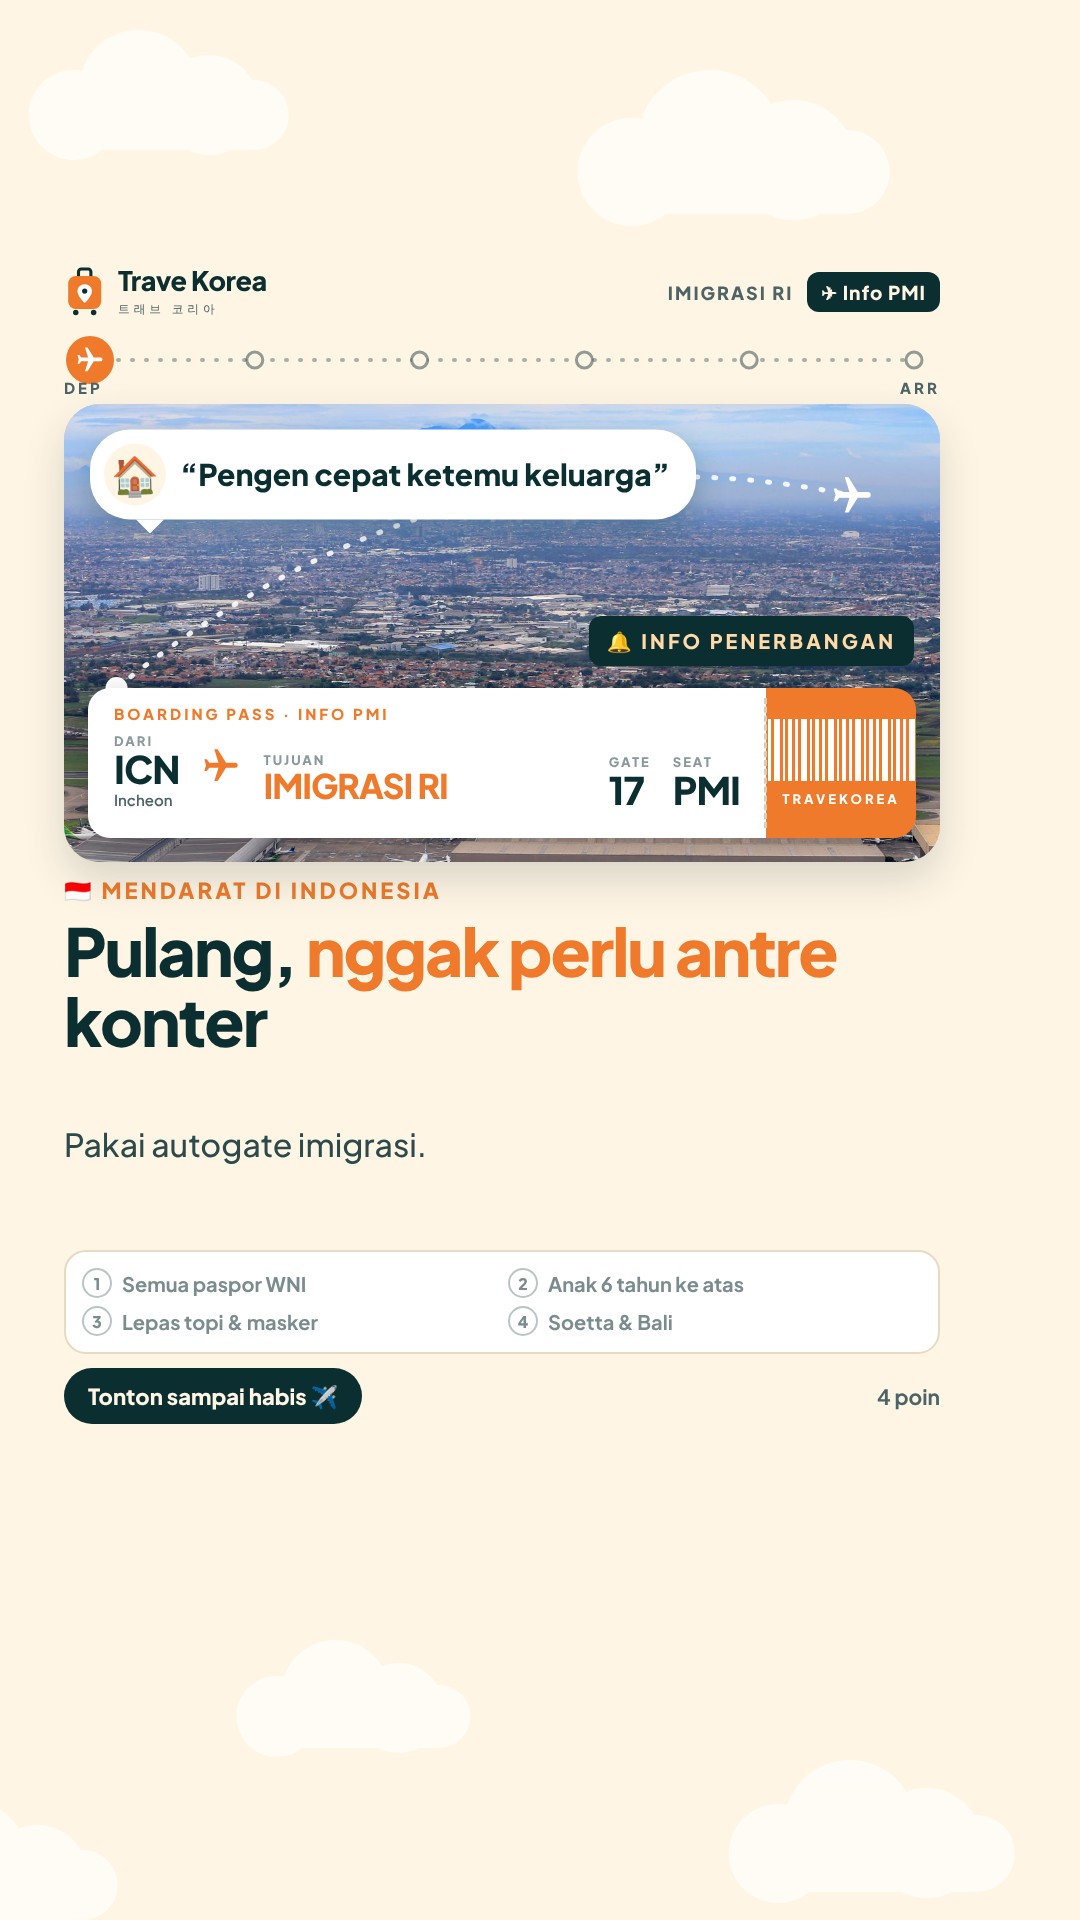 Trave Korea
트래브 코리아
IMIGRASI RI
✈ Info PMI
DEP
ARR
“Pengen cepat ketemu keluarga”
INFO PENERBANGAN
BOARDING PASS · INFO PMI
DARI
ICN
Incheon
TUJUAN
IMIGRASI RI
GATE
17
SEAT
PMI
TRAVEKOREA
MENDARAT DI INDONESIA
Pulang, nggak perlu antre
konter
Pakai autogate imigrasi.
1 Semua paspor WNI
2 Anak 6 tahun ke atas
3 Lepas topi & masker
4 Soetta & Bali
Tonton sampai habis ✈️
4 poin